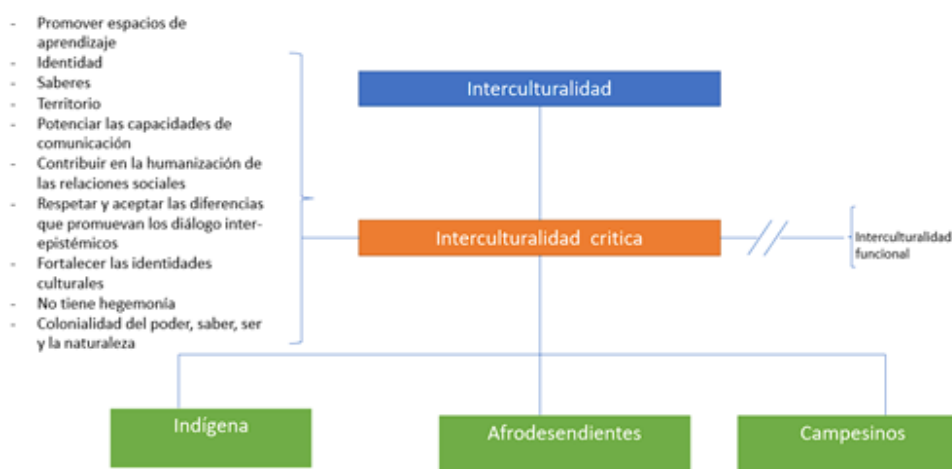 - Promover espacios de
aprendizaje
- Identidad
- Saberes
- Territorio
- Potenciar las capacidades de
comunicación
- Contribuir en la humanización de
las relaciones sociales
- Respetar y aceptar las diferencias
que promuevan los diálogo inter-
epistémicos
- Fortalecer las identidades
culturales
- No tiene hegemonía
- Colonialidad del poder, saber, ser
y la naturaleza
Interculturalidad
Interculturalidad critica
Interculturalidad
funcional
Indígena
Afrodesendientes
Campesinos